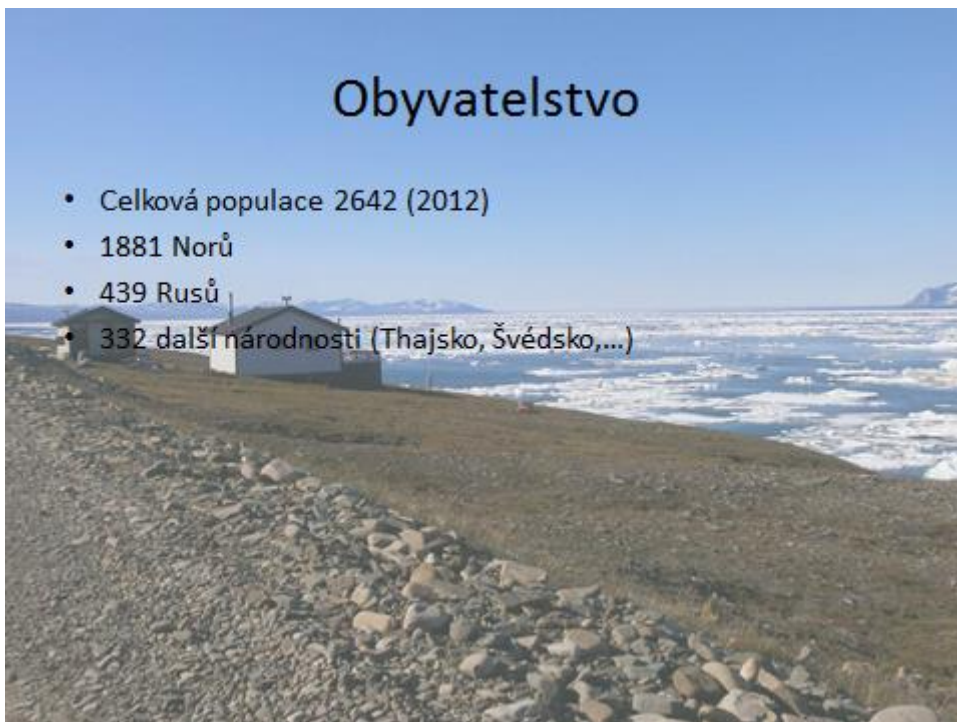 Obyvatelstvo
• Celková populace 2642 (2012)
• 1881 Norů
• 439 Rusů
• 332 další národnosti (Thajsko, Švédsko,...)